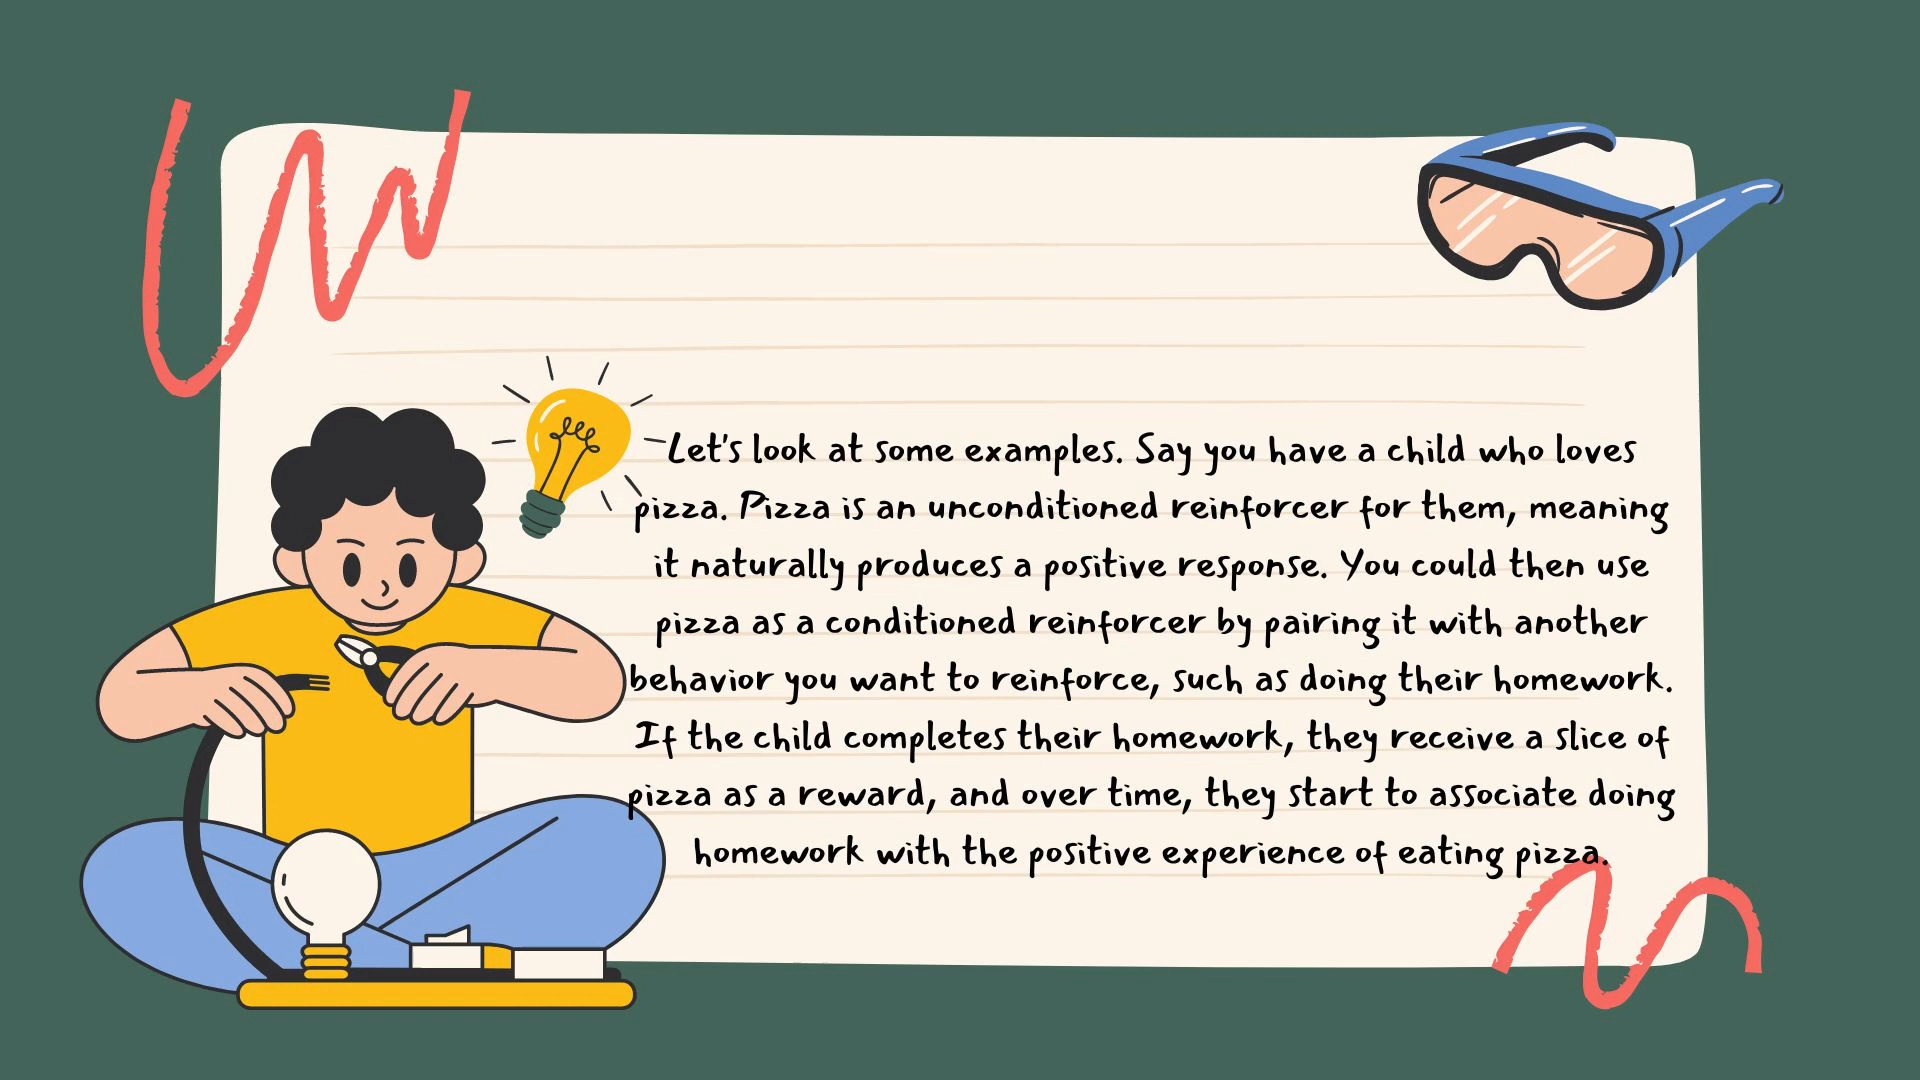 Let's look at some examples. Say you have a child who loves
pizza. Pizza is an unconditioned reinforcer for them, meaning
it naturally produces a positive response. You could then use
pizza as a conditioned reinforcer by pairing it with another
behavior you want to reinforce, such as doing their homework.
If the child completes their homework, they receive a slice of
pizza as a reward, and over time, they start to associate doing
homework with the positive experience of eating pizza.